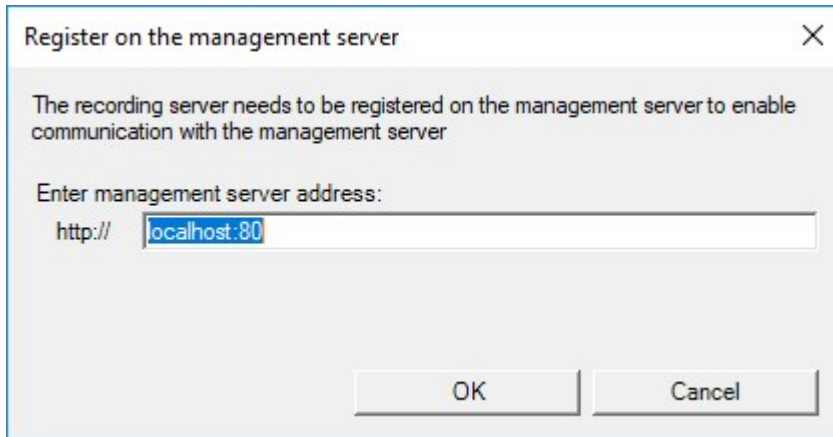 Register on the management server
The recording server needs to be registered on the management server to enable
communication with the management server
Enter management server address:
http:// localhost:80
OK Cancel